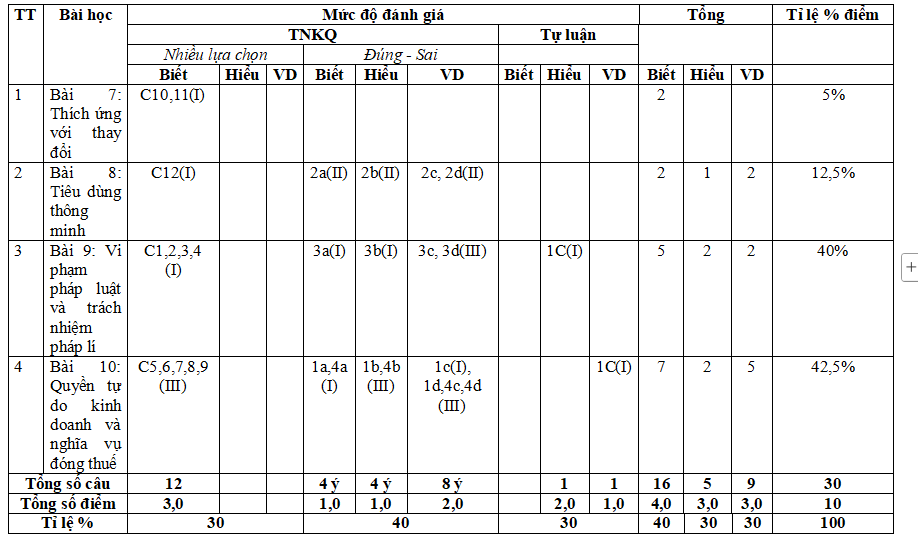 TT Bài học Mức độ đánh giá Tổng Tỉ lệ % điểm
TNKQ Tự luận
Nhiều lựa chọn Đúng - Sai
Biết Hiểu VD Biết Hiểu VD Biết Hiểu VD Biết Hiểu VD
1 Bài 7: C10,11(I) 2 5%
Thích ứng
với thay
đổi
2 Bài 8: C12(I) 2a(II) 2b(II) 2c, 2d(II) 2 1 2 12,5%
Tiêu dùng
thông
minh
3 Bài 9: Vi C1,2,3,4 3a(I) 3b(I) 3c, 3d(III) 1C(I) 5 2 2 40%
phạm (I)
pháp luật
và trách
nhiệm
pháp lí
4 Bài 10: C5,6,7,8,9 1a,4a 1b,4b 1c(I), 1C(I) 7 2 5 42,5%
Quyền tự (III) (I) (III) 1d,4c,4d
do kinh (III)
doanh và
nghĩa vụ
đóng thuế
Tổng số câu 12 4 ý 4 ý 8 ý 1 1 16 5 9 30
Tổng số điểm 3,0 1,0 1,0 2,0 2,0 1,0 4,0 3,0 3,0 10
Tỉ lệ % 30 40 30 40 30 30 100